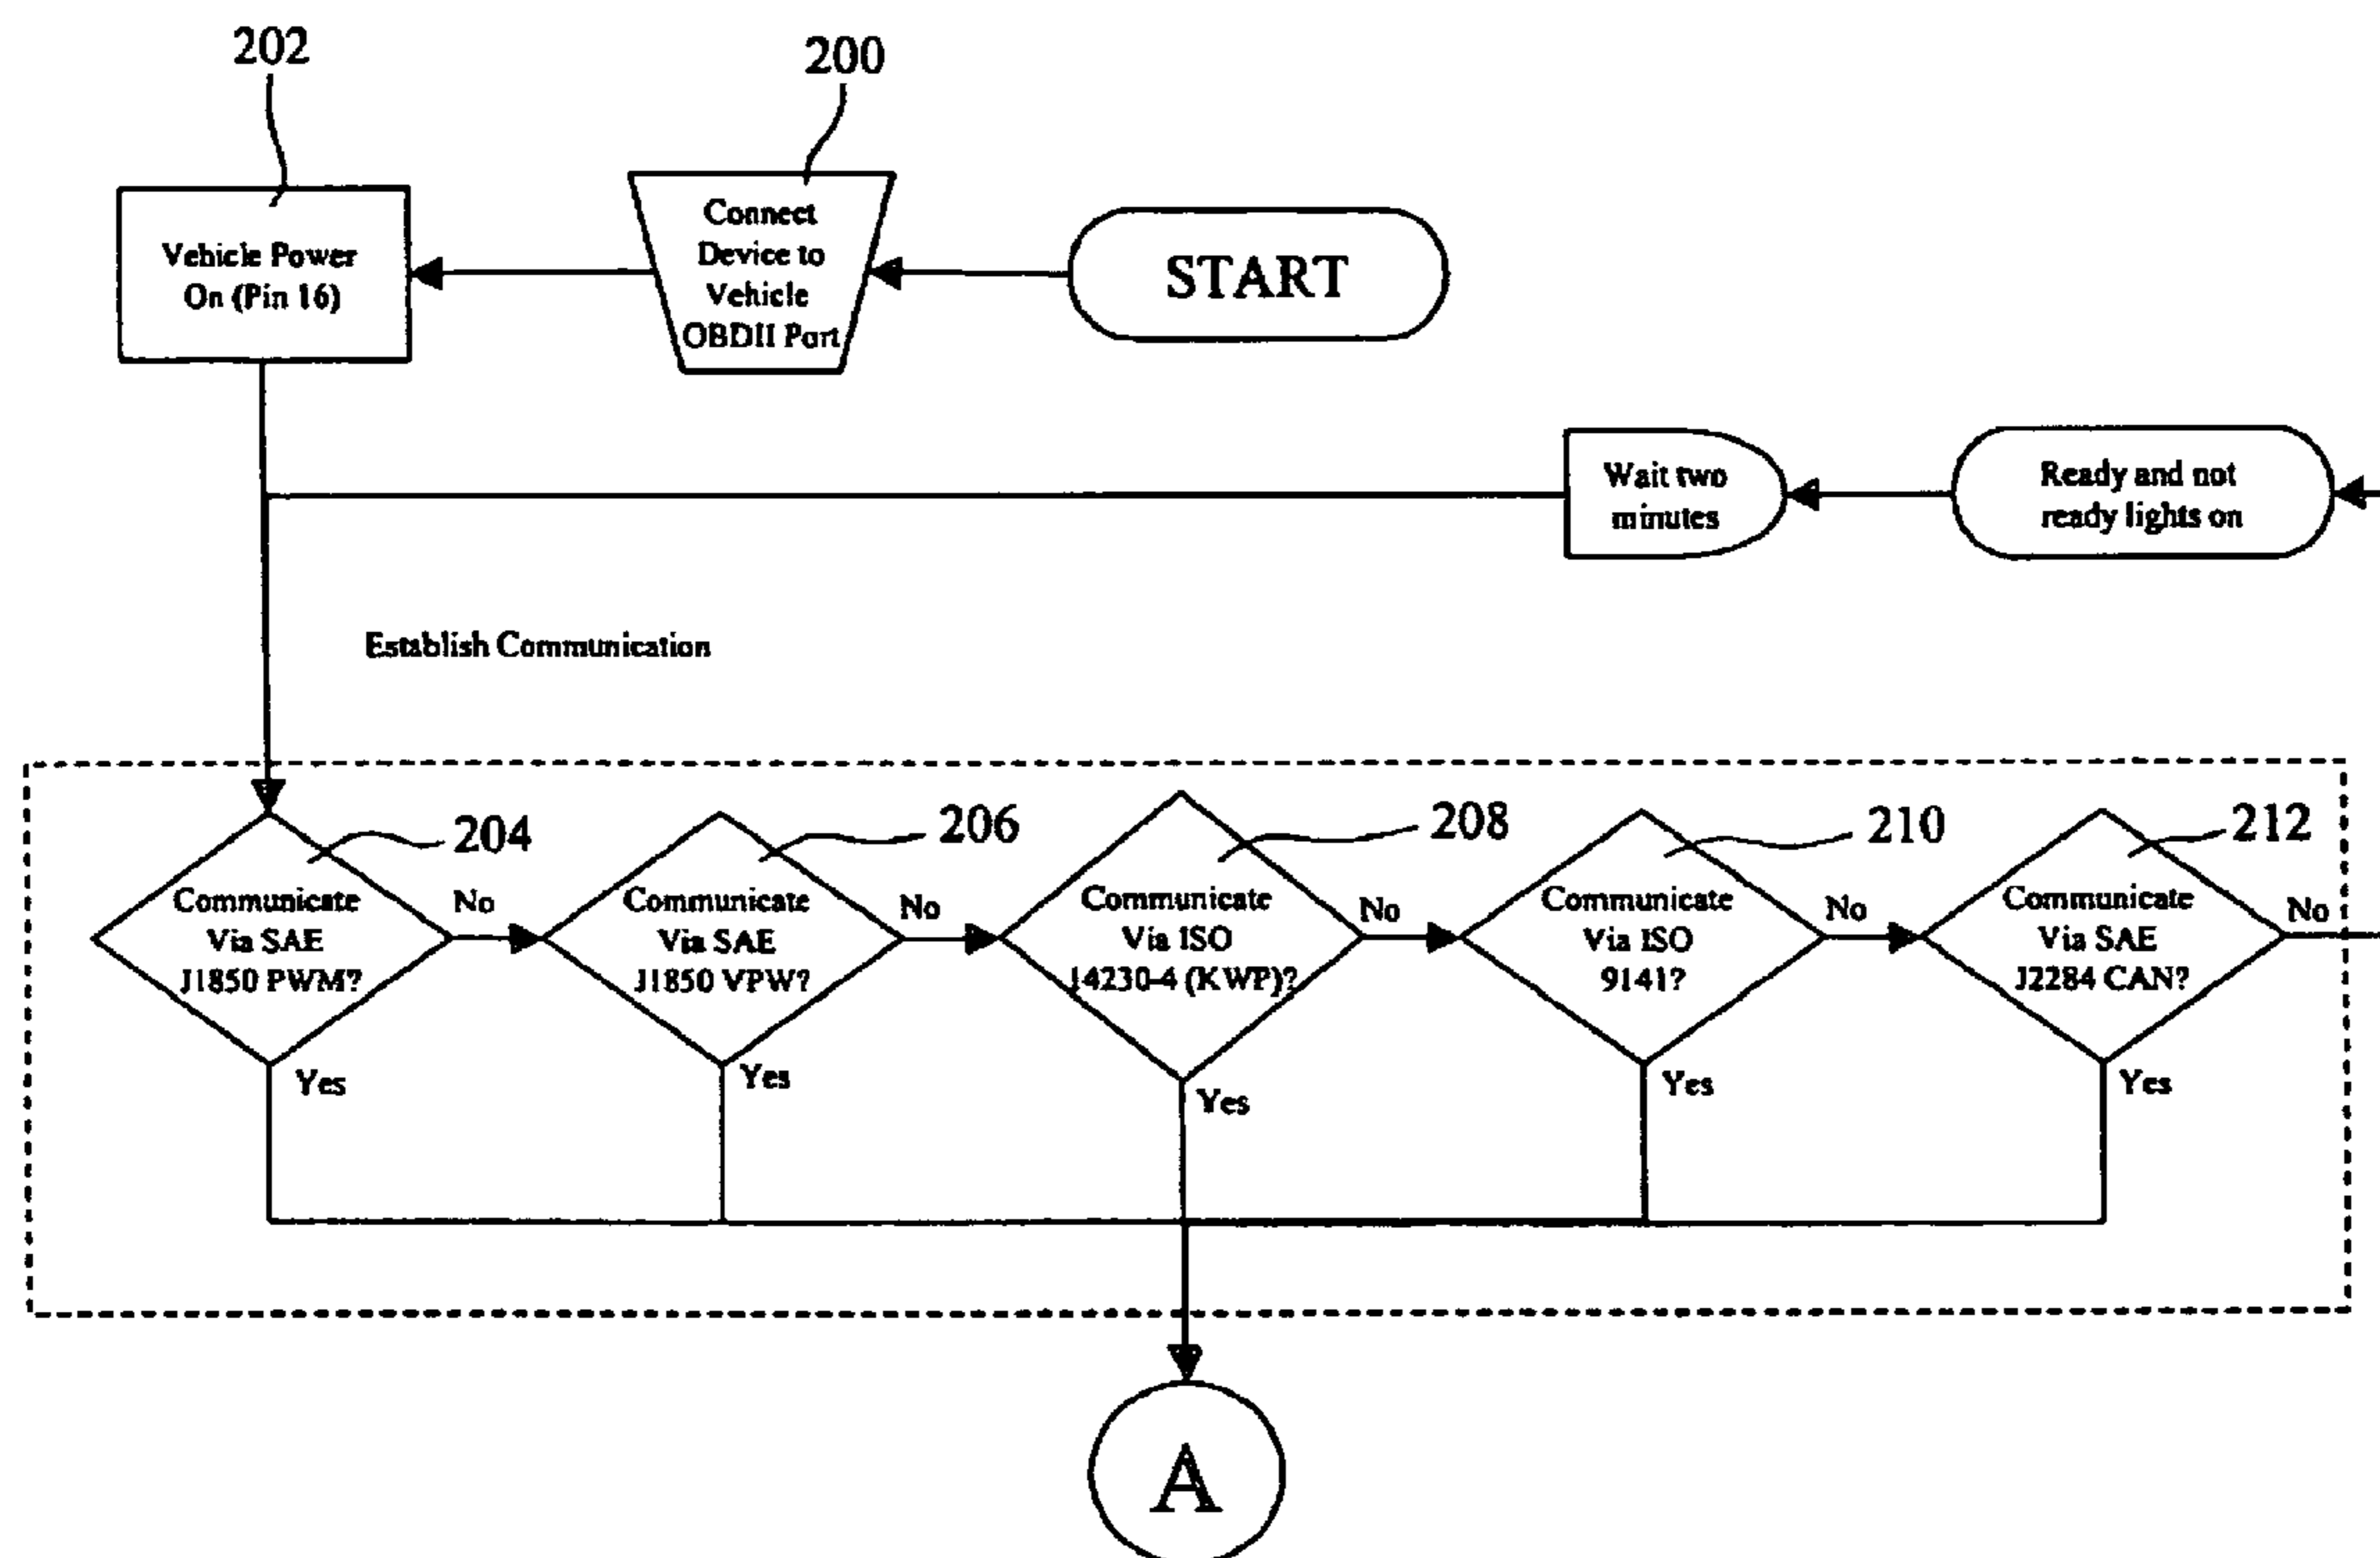 202
200
Vehicle Power
On (Pin 16)
Connect
Device to
Vehicle
OBDII Port
START
Wait two
minutes
Ready and not
ready lights on
Establish Communication
204
206
208
210
212
Communicate
Via SAE
J1850 PWM?
No
Yes
Communicate
Via SAE
J1850 VPW?
No
Yes
Communicate
Via ISO
14230-4 (KWP)?
No
Yes
Communicate
Via ISO
9141?
No
Yes
Communicate
Via SAE
J2284 CAN?
No
Yes
A